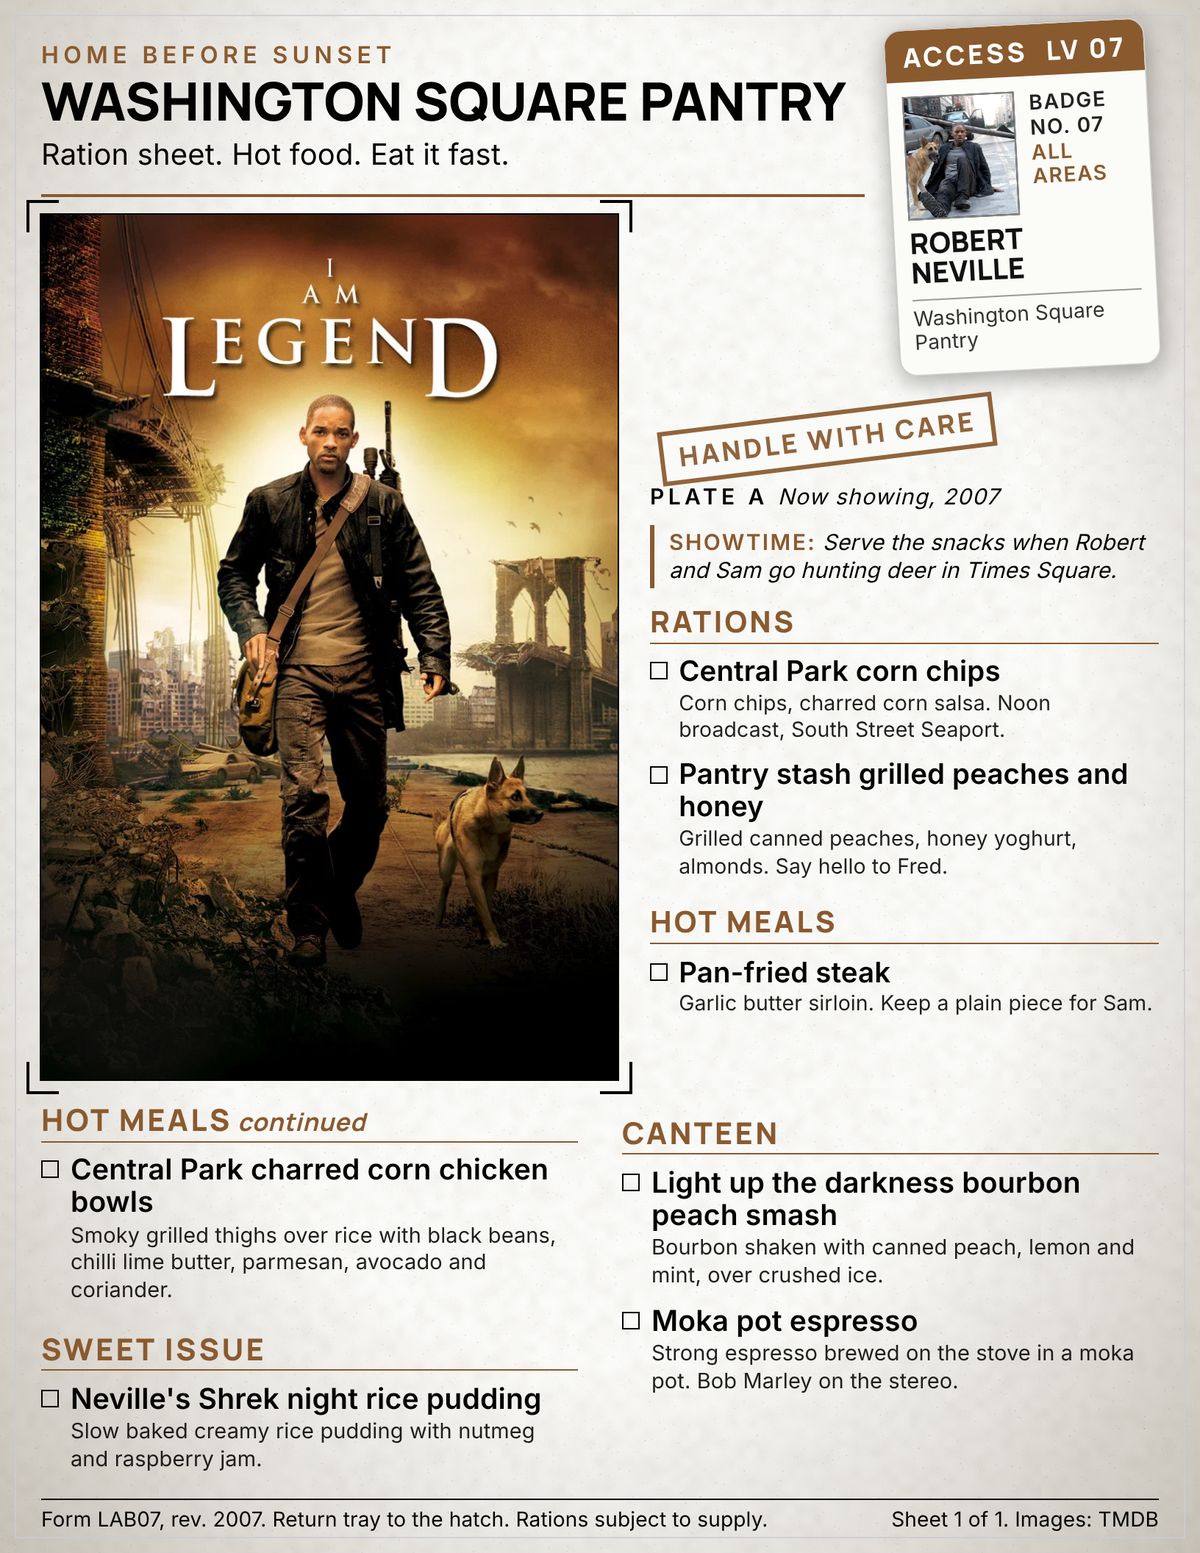 HOME BEFORE SUNSET
WASHINGTON SQUARE PANTRY
Ration sheet. Hot food. Eat it fast.
ACCESS LV 07
BADGE
NO. 07
ALL
AREAS
ROBERT
NEVILLE
Washington Square
Pantry
I
AM
LEGEND
HANDLE WITH CARE
PLATE A Now showing, 2007
SHOWTIME: Serve the snacks when Robert
and Sam go hunting deer in Times Square.
RATIONS
Central Park corn chips
Corn chips, charred corn salsa. Noon
broadcast, South Street Seaport.
Pantry stash grilled peaches and
honey
Grilled canned peaches, honey yoghurt,
almonds. Say hello to Fred.
HOT MEALS
Pan-fried steak
Garlic butter sirloin. Keep a plain piece for Sam.
HOT MEALS continued
Central Park charred corn chicken
bowls
Smoky grilled thighs over rice with black beans,
chilli lime butter, parmesan, avocado and
coriander.
SWEET ISSUE
Neville's Shrek night rice pudding
Slow baked creamy rice pudding with nutmeg
and raspberry jam.
CANTEEN
Light up the darkness bourbon
peach smash
Bourbon shaken with canned peach, lemon and
mint, over crushed ice.
Moka pot espresso
Strong espresso brewed on the stove in a moka
pot. Bob Marley on the stereo.
Form LAB07, rev. 2007. Return tray to the hatch. Rations subject to supply.
Sheet 1 of 1. Images: TMDB